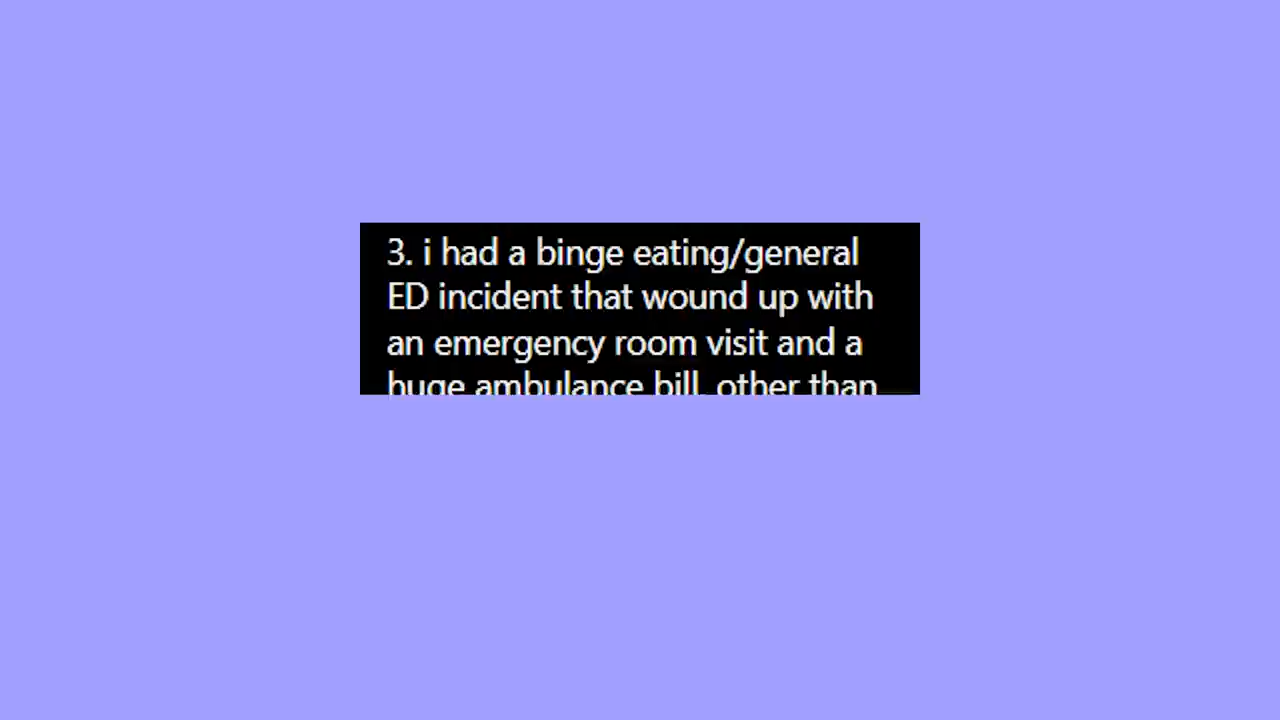 3. i had a binge eating/general
ED incident that wound up with
an emergency room visit and a
huge ambulance bill. other than